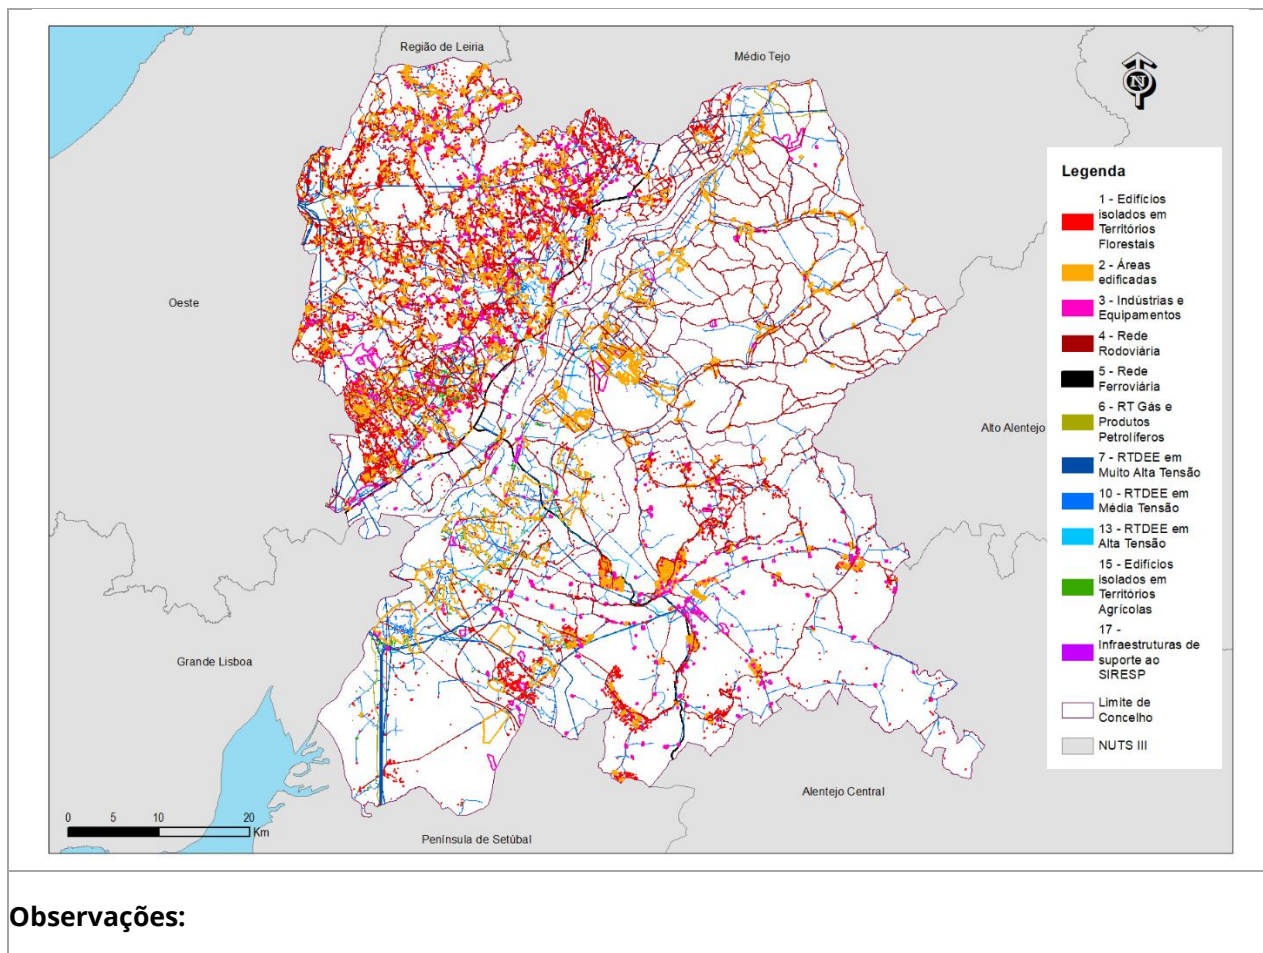 Região de Leiria
Médio Tejo
N
Oeste
Alto Alentejo
Grande Lisboa
Alentejo Central
Península de Setúbal
0 5 10 20
Km
Legenda
1 - Edifícios
isolados em
Territórios
Florestais
2 - Áreas
edificadas
3 - Indústrias e
Equipamentos
4 - Rede
Rodoviária
5 - Rede
Ferroviária
6 - RT Gás e
Produtos
Petrolíferos
7 - RTDEE em
Muito Alta Tensão
10 - RTDEE em
Média Tensão
13 - RTDEE em
Alta Tensão
15 - Edifícios
isolados em
Territórios
Agrícolas
17 -
Infraestruturas de
suporte ao
SIRESP
Limite de
Concelho
NUTS III
Observações: